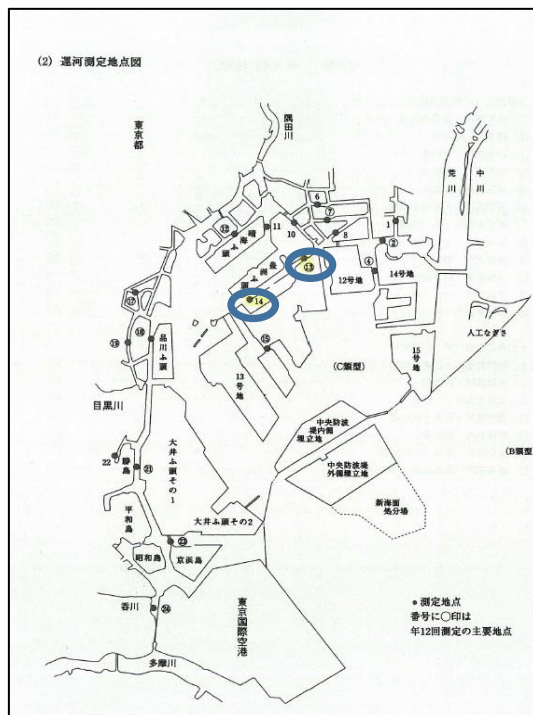 (2) 運河測定地点図
東京都
隅田川
荒川
中川
6
⑦
8
1
②
10
11
⑫
晴海ふ頭
豊洲ふ頭
⑬
12号地
④
14号地
14
⑮
⑰
⑱
⑲
品川ふ頭
13号地
(C類型)
15号地
人工なぎさ
目黒川
大井ふ頭その1
中央防波堤内側埋立地
(B類型)
22
勝島
㉑
中央防波堤外側埋立地
新海面処分場
平和島
大井ふ頭その2
㉓
昭和島
京浜島
呑川
㉔
東京国際空港
多摩川
●測定地点
番号に○印は
年12回測定の主要地点